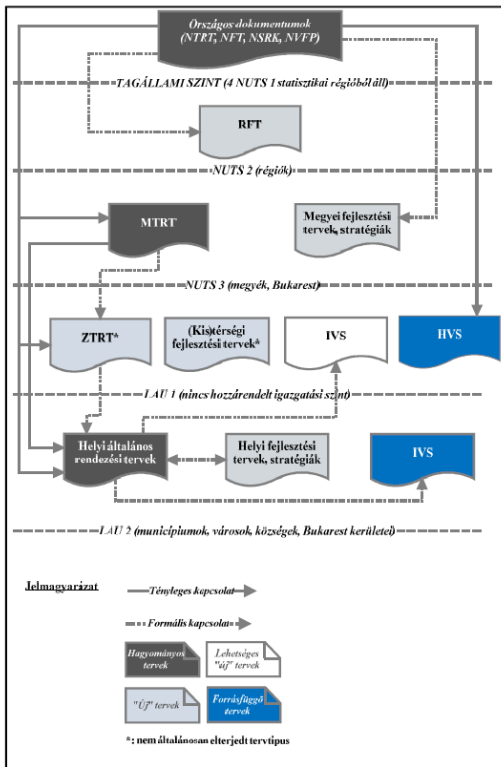 Országos dokumentumok
(NTRT, NFT, NSRK, NVFP)
TAGÁLLAMI SZINT (4 NUTS 1 statisztikai régióból áll)
RFT
NUTS 2 (régiók)
MTRT
Megyei fejlesztési
tervek, stratégiák
NUTS 3 (megyék, Bukarest)
ZTRT*
(Kis)térségi
fejlesztési tervek*
IVS
HVS
LAU 1 (nincs hozzárendelt igazgatási szint)
Helyi általános
rendezési tervek
Helyi fejlesztési
tervek, stratégiák
IVS
LAU 2 (municípiumok, városok, községek, Bukarest kerületei)
Jelmagyarázat
Tényleges kapcsolat
Formális kapcsolat
Hagyományos
tervek
Lehetséges
"új" tervek
"Új" tervek
Forrásfüggő
tervek
*: nem általánosan elterjedt tervtípus